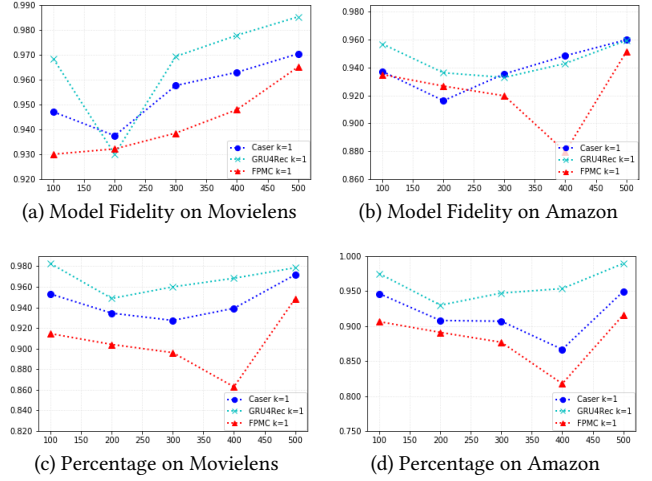 0.990
0.980
0.970
0.960
0.950
0.940
0.930
0.920
100 150 200 250 300 350 400 450 500
Caser k=1
GRU4Rec k=1
FPMC k=1
(a) Model Fidelity on Movielens
0.960
0.940
0.920
0.900
0.880
0.860
100 150 200 250 300 350 400 450 500
Caser k=1
GRU4Rec k=1
FPMC k=1
(b) Model Fidelity on Amazon
0.980
0.960
0.940
0.920
0.900
0.880
0.860
0.840
0.820
100 150 200 250 300 350 400 450 500
Caser k=1
GRU4Rec k=1
FPMC k=1
(c) Percentage on Movielens
1.000
0.950
0.900
0.850
0.800
0.750
100 150 200 250 300 350 400 450 500
Caser k=1
GRU4Rec k=1
FPMC k=1
(d) Percentage on Amazon